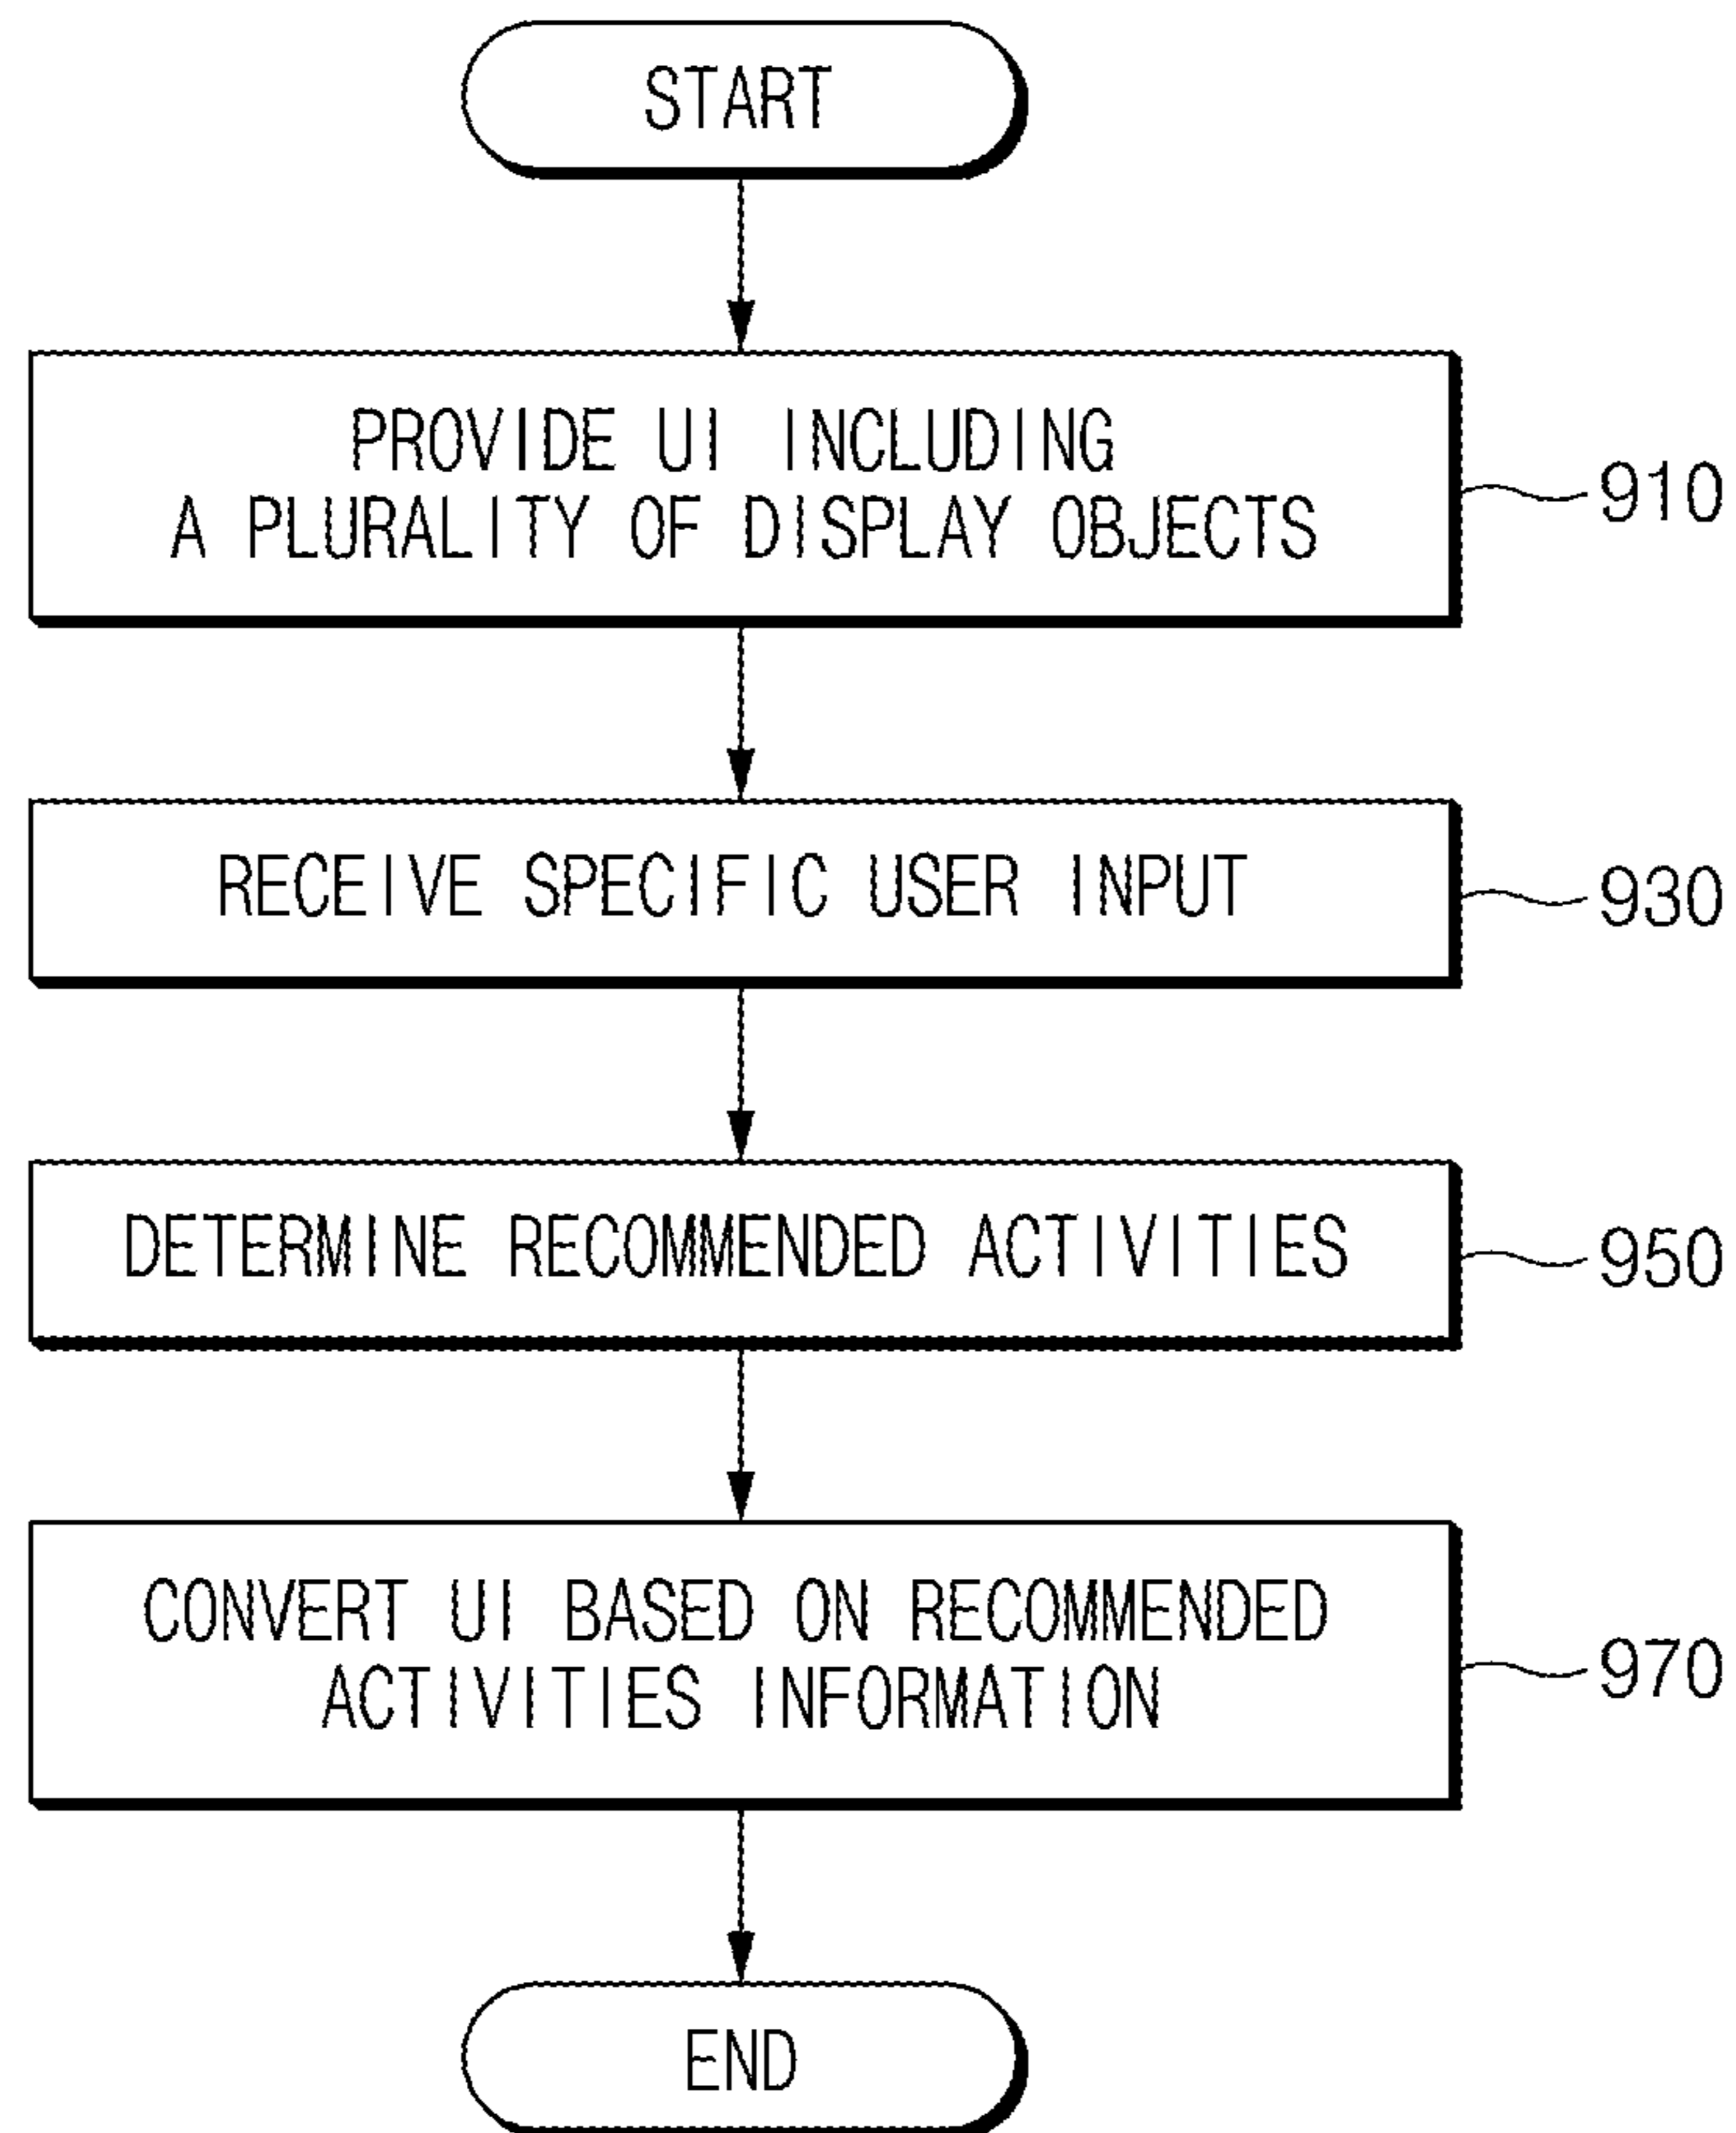 START
PROVIDE UI INCLUDING
A PLURALITY OF DISPLAY OBJECTS
910
RECEIVE SPECIFIC USER INPUT
930
DETERMINE RECOMMENDED ACTIVITIES
950
CONVERT UI BASED ON RECOMMENDED
ACTIVITIES INFORMATION
970
END